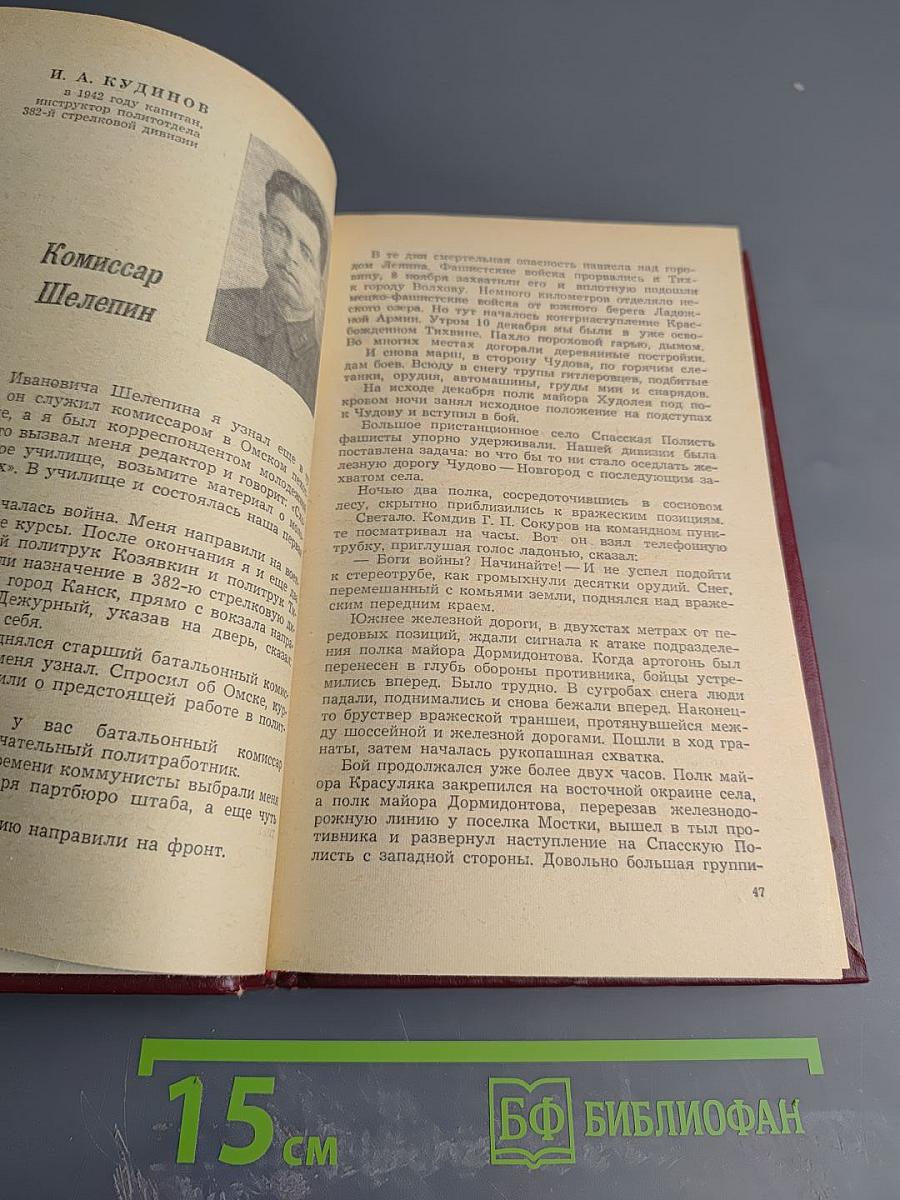 И. А. КУДИНОВ
в 1942 году капитан,
инструктор политотдела
382-й стрелковой дивизии
Комиссар
Шелепин
Ивановича Шелепина я узнал еще в
он служил комиссаром в Омском
а я был корреспондентом
вызвал меня редактор и говорит:
училище, возьмите материал о
В училище и состоялась наша
война. Меня направили на
курсы. После окончания я и еще
политрук Козявкин и политрук
назначение в 382-ю стрелковую
город Канск, прямо с вокзала
Дежурный, указав на дверь, сказал:
себя.
старший батальонный
меня узнал. Спросил об Омске,
о предстоящей работе в
у вас батальонный комиссар
политработник.
коммунисты выбрали меня
партбюро штаба, а еще чуть
направили на фронт.
В те дни смертельная опасность нависла над горо-
дом Ленина. Фашистские войска прорвались к Тих-
вину, 8 ноября захватили его и вплотную подошли
к городу Волхову. Немного километров отделяло не-
мецко-фашистские войска от южного берега Ладож-
ского озера. Но тут началось контрнаступление Крас-
ной Армии. Утром 10 декабря мы были в уже осво-
божденном Тихвине. Пахло пороховой гарью, дымом.
Во многих местах догорали деревянные постройки.
И снова марш, в сторону Чудова, по горячим сле-
дам боев. Всюду в снегу трупы гитлеровцев, подбитые
танки, орудия, автомашины, груды мин и снарядов.
На исходе декабря полк майора Худолея под по-
кровом ночи занял исходное положение на подступах
к Чудову и вступил в бой.
Большое пристанционное село Спасская Полисть
фашисты упорно удерживали. Нашей дивизии была
поставлена задача: во что бы то ни стало оседлать же-
лезную дорогу Чудово — Новгород с последующим за-
хватом села.
Ночью два полка, сосредоточившись в сосновом
лесу, скрытно приблизились к вражеским позициям.
Светало. Комдив Г. П. Сокуров на командном пунк-
те посматривал на часы. Вот он взял телефонную
трубку, приглушая голос ладонью, сказал:
— Боги войны? Начинайте! — И не успел подойти
к стереотрубе, как громыхнули десятки орудий. Снег,
перемешанный с комьями земли, поднялся над враже-
ским передним краем.
Южнее железной дороги, в двухстах метрах от пе-
редовых позиций, ждали сигнала к атаке подразделе-
ния полка майора Дормидонтова. Когда артогонь был
перенесен в глубь обороны противника, бойцы устре-
мились вперед. Было трудно. В сугробах снега люди
падали, поднимались и снова бежали вперед. Наконец-
то бруствер вражеской траншеи, протянувшейся меж-
ду шоссейной и железной дорогами. Пошли в ход гра-
наты, затем началась рукопашная схватка.
Бой продолжался уже более двух часов. Полк май-
ора Красуляка закрепился на восточной окраине села,
а полк майора Дормидонтова, перерезав железнодо-
рожную линию у поселка Мостки, вышел в тыл про-
тивника и развернул наступление на Спасскую По-
листь с западной стороны. Довольно большая группи-
47
15 см
БФ БИБЛИОФАН